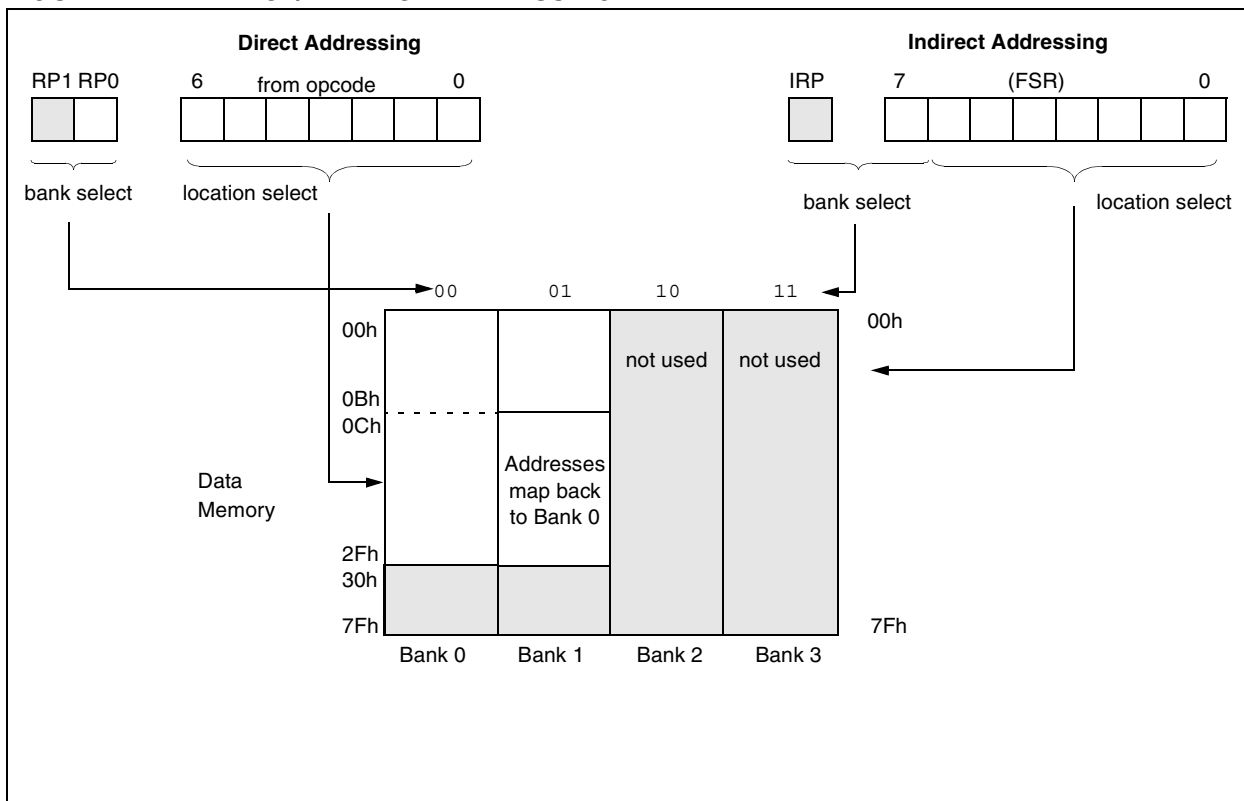 Direct Addressing
Indirect Addressing
RP1 RP0
6 from opcode 0
IRP
7 (FSR) 0
bank select
location select
bank select
location select
00 01 10 11
00h
00h
not used
not used
0Bh
0Ch
Addresses
map back
to Bank 0
Data
Memory
2Fh
30h
7Fh
7Fh
Bank 0 Bank 1 Bank 2 Bank 3